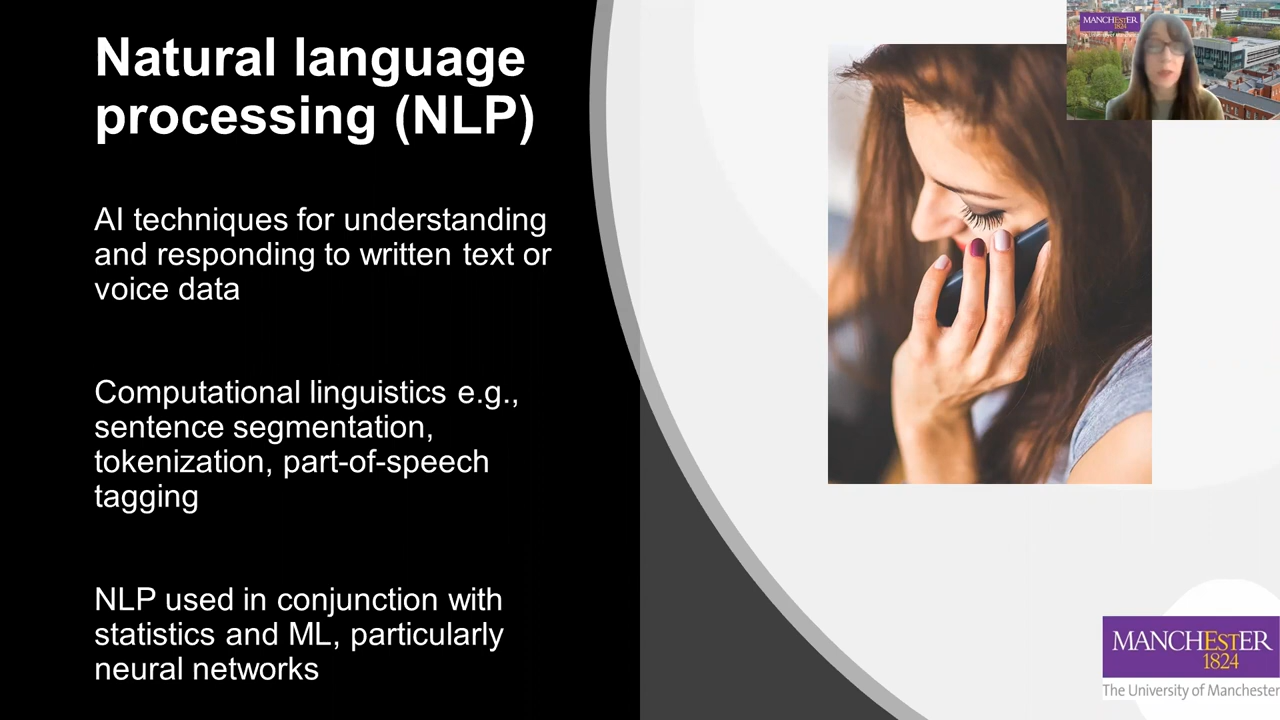 Natural language
processing (NLP)
AI techniques for understanding
and responding to written text or
voice data
Computational linguistics e.g.,
sentence segmentation,
tokenization, part-of-speech
tagging
NLP used in conjunction with
statistics and ML, particularly
neural networks
MANCHESTER
1824
MANCHESTER
1824
The University of Manchester